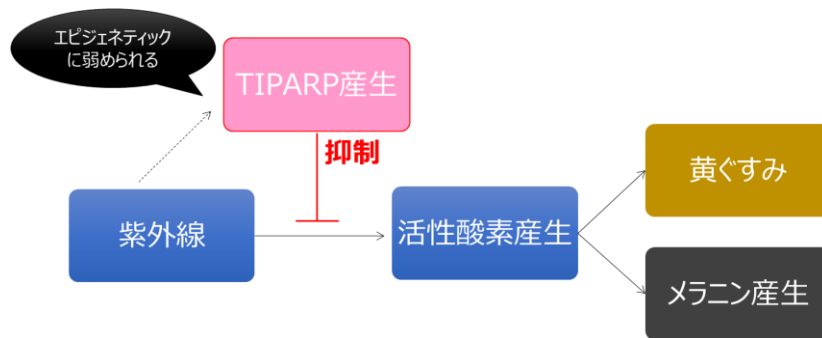 エピジェネティック
に弱められる
TIPARP産生
抑制
紫外線
活性酸素産生
黄ぐすみ
メラニン産生